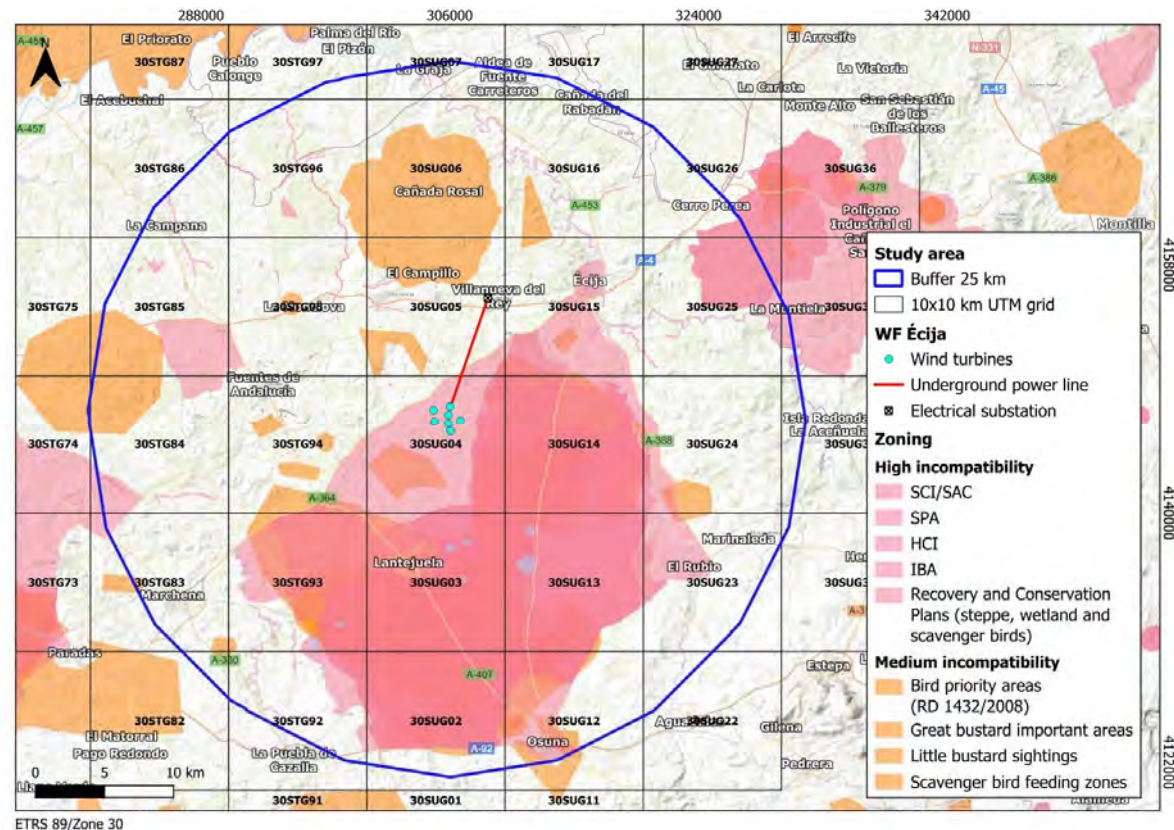 288000
306000
324000
342000
A-455
N
El Priorato
Palma del Río
El Pizón
30STG87
Pueblo
Calonge
30STG97
30SUG07
La Graja
Aldea de
Fuente
Carreteros
30SUG17
Cañada del
Rabadán
30SUG27
La Carlota
El Arrecife
La Victoria
N-331
A-45
Monte Alto
San Sebastián
de los
Ballesteros
El Acebuchal
A-457
30STG86
30STG96
30SUG06
Cañada Rosal
30SUG16
30SUG26
30SUG36
A-379
A-386
La Campana
A-453
Cerro Perea
Polígono
Industrial el
Montilla
4158000
El Campillo
Villanueva del
Rey
Écija
A-4
30STG75
30STG85
30STG95
30SUG05
30SUG15
30SUG25
La Montiela
Fuentes de
Andalucía
Isla Redonda
La Aceñuela
30STG74
30STG84
30STG94
30SUG04
30SUG14
A-388
30SUG24
A-364
4140000
Marinaleda
Lantejuela
El Rubio
30STG73
30STG83
Marchena
30STG93
30SUG03
30SUG13
30SUG23
Paradas
A-380
A-407
Estepa
30STG82
30STG92
30SUG02
30SUG12
30SUG22
Gilena
El Matorral
Pago Redondo
La Puebla de
Cazalla
A-92
Osuna
Pedrera
4122000
30STG91
30SUG01
30SUG11
Alameda
0 5 10 km
ETRS 89/Zone 30
Study area
Buffer 25 km
10x10 km UTM grid
WF Écija
Wind turbines
Underground power line
Electrical substation
Zoning
High incompatibility
SCI/SAC
SPA
HCI
IBA
Recovery and Conservation
Plans (steppe, wetland and
scavenger birds)
Medium incompatibility
Bird priority areas
(RD 1432/2008)
Great bustard important areas
Little bustard sightings
Scavenger bird feeding zones